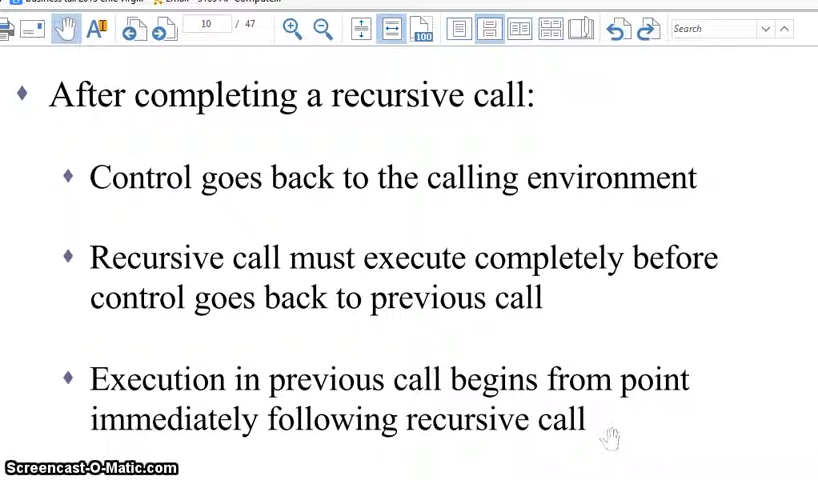 10 / 47
100
Search
After completing a recursive call:
Control goes back to the calling environment
Recursive call must execute completely before
control goes back to previous call
Execution in previous call begins from point
immediately following recursive call
Screencast-O-Matic.com